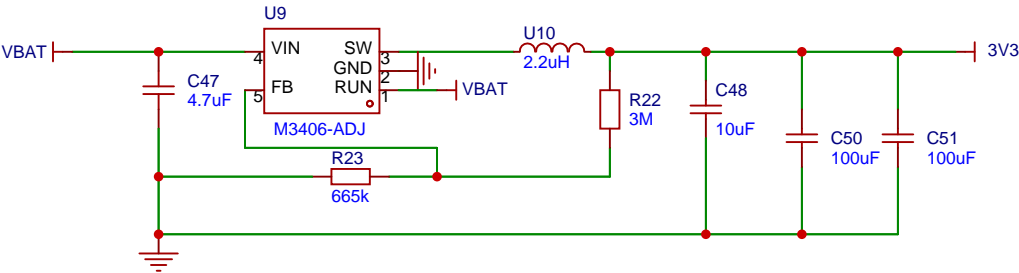 U9
VBAT
VIN
SW
U10
3V3
4
3
2.2uH
GND
C47
2
4.7uF
FB
RUN
VBAT
5
1
R22
3M
C48
M3406-ADJ
10uF
C50
C51
R23
100uF
100uF
665k